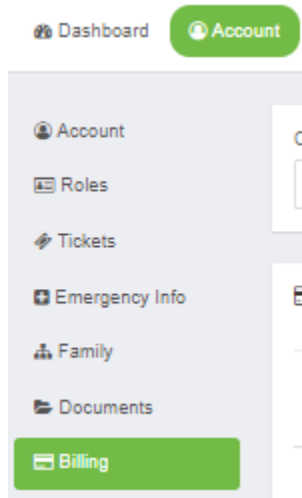 Dashboard Account
Account
Roles
Tickets
Emergency Info
Family
Documents
Billing